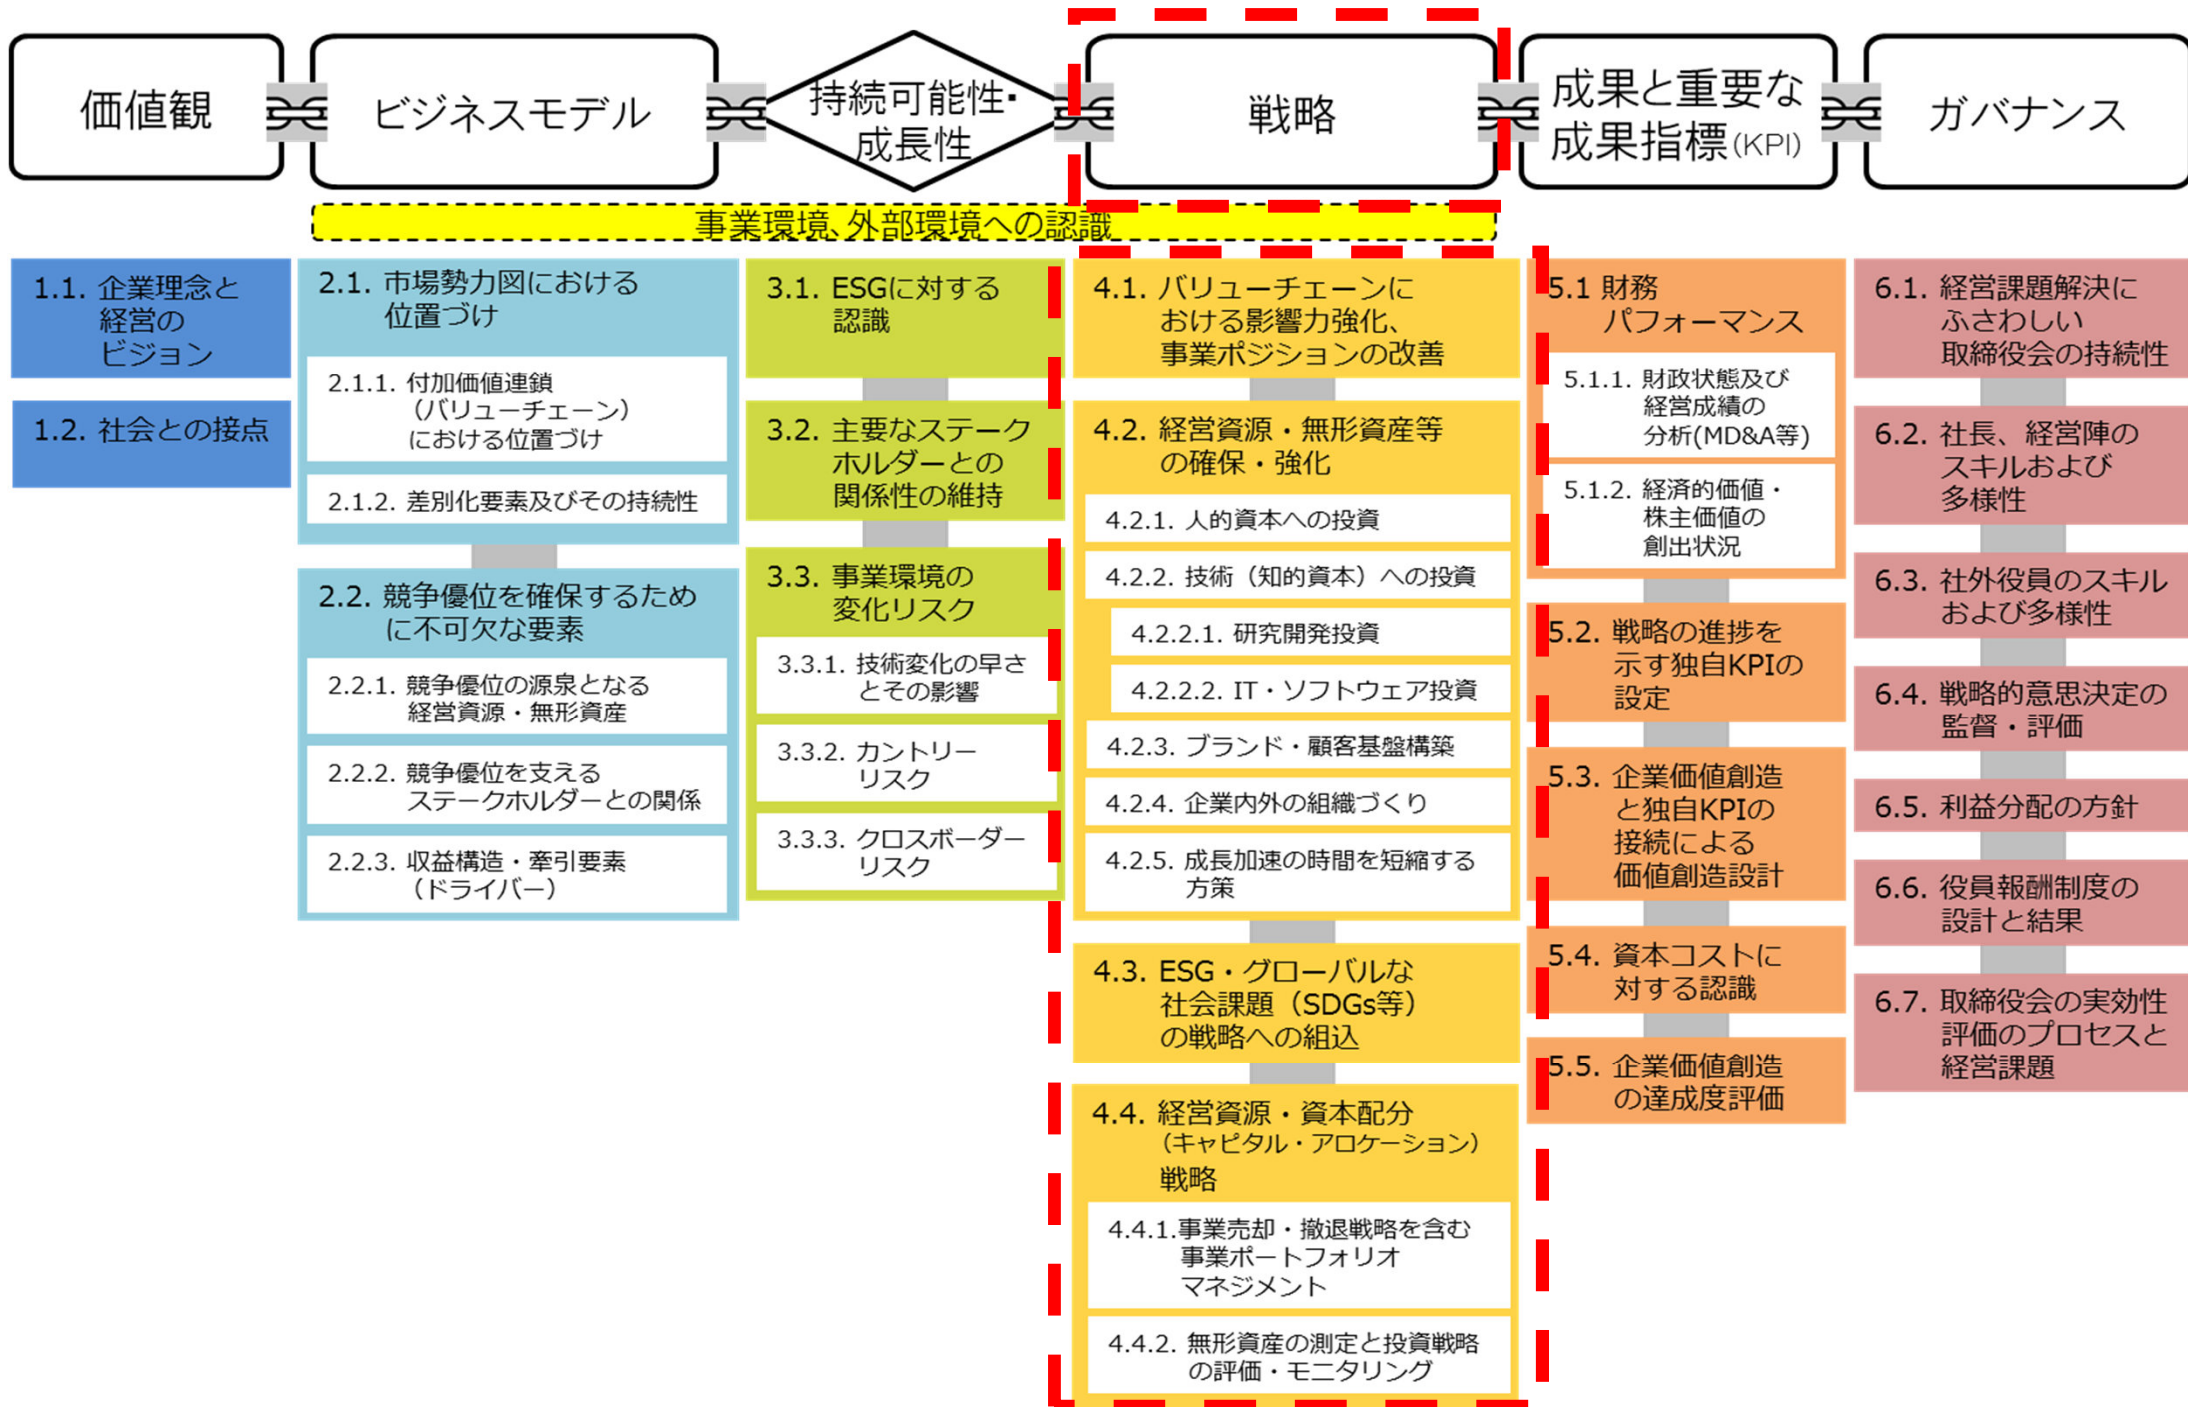 価値観
ビジネスモデル
持続可能性・
成長性
戦略
成果と重要な
成果指標(KPI)
ガバナンス
事業環境、外部環境への認識
1.1. 企業理念と
経営の
ビジョン
1.2. 社会との接点
2.1. 市場勢力図における
位置づけ
2.1.1. 付加価値連鎖
（バリューチェーン）
における位置づけ
2.1.2. 差別化要素及びその持続性
2.2. 競争優位を確保するため
に不可欠な要素
2.2.1. 競争優位の源泉となる
経営資源・無形資産
2.2.2. 競争優位を支える
ステークホルダーとの関係
2.2.3. 収益構造・牽引要素
（ドライバー）
3.1. ESGに対する
認識
3.2. 主要なステーク
ホルダーとの
関係性の維持
3.3. 事業環境の
変化リスク
3.3.1. 技術変化の早さ
とその影響
3.3.2. カントリー
リスク
3.3.3. クロスボーダー
リスク
4.1. バリューチェーンに
おける影響力強化、
事業ポジションの改善
4.2. 経営資源・無形資産等
の確保・強化
4.2.1. 人的資本への投資
4.2.2. 技術（知的資本）への投資
4.2.2.1. 研究開発投資
4.2.2.2. IT・ソフトウェア投資
4.2.3. ブランド・顧客基盤構築
4.2.4. 企業内外の組織づくり
4.2.5. 成長加速の時間を短縮する
方策
4.3. ESG・グローバルな
社会課題（SDGs等）
の戦略への組込
4.4. 経営資源・資本配分
（キャピタル・アロケーション）
戦略
4.4.1.事業売却・撤退戦略を含む
事業ポートフォリオ
マネジメント
4.4.2. 無形資産の測定と投資戦略
の評価・モニタリング
5.1 財務
パフォーマンス
5.1.1. 財政状態及び
経営成績の
分析(MD&A等)
5.1.2. 経済的価値・
株主価値の
創出状況
5.2. 戦略の進捗を
示す独自KPIの
設定
5.3. 企業価値創造
と独自KPIの
接続による
価値創造設計
5.4. 資本コストに
対する認識
5.5. 企業価値創造
の達成度評価
6.1. 経営課題解決に
ふさわしい
取締役会の持続性
6.2. 社長、経営陣の
スキルおよび
多様性
6.3. 社外役員のスキル
および多様性
6.4. 戦略的意思決定の
監督・評価
6.5. 利益分配の方針
6.6. 役員報酬制度の
設計と結果
6.7. 取締役会の実効性
評価のプロセスと
経営課題